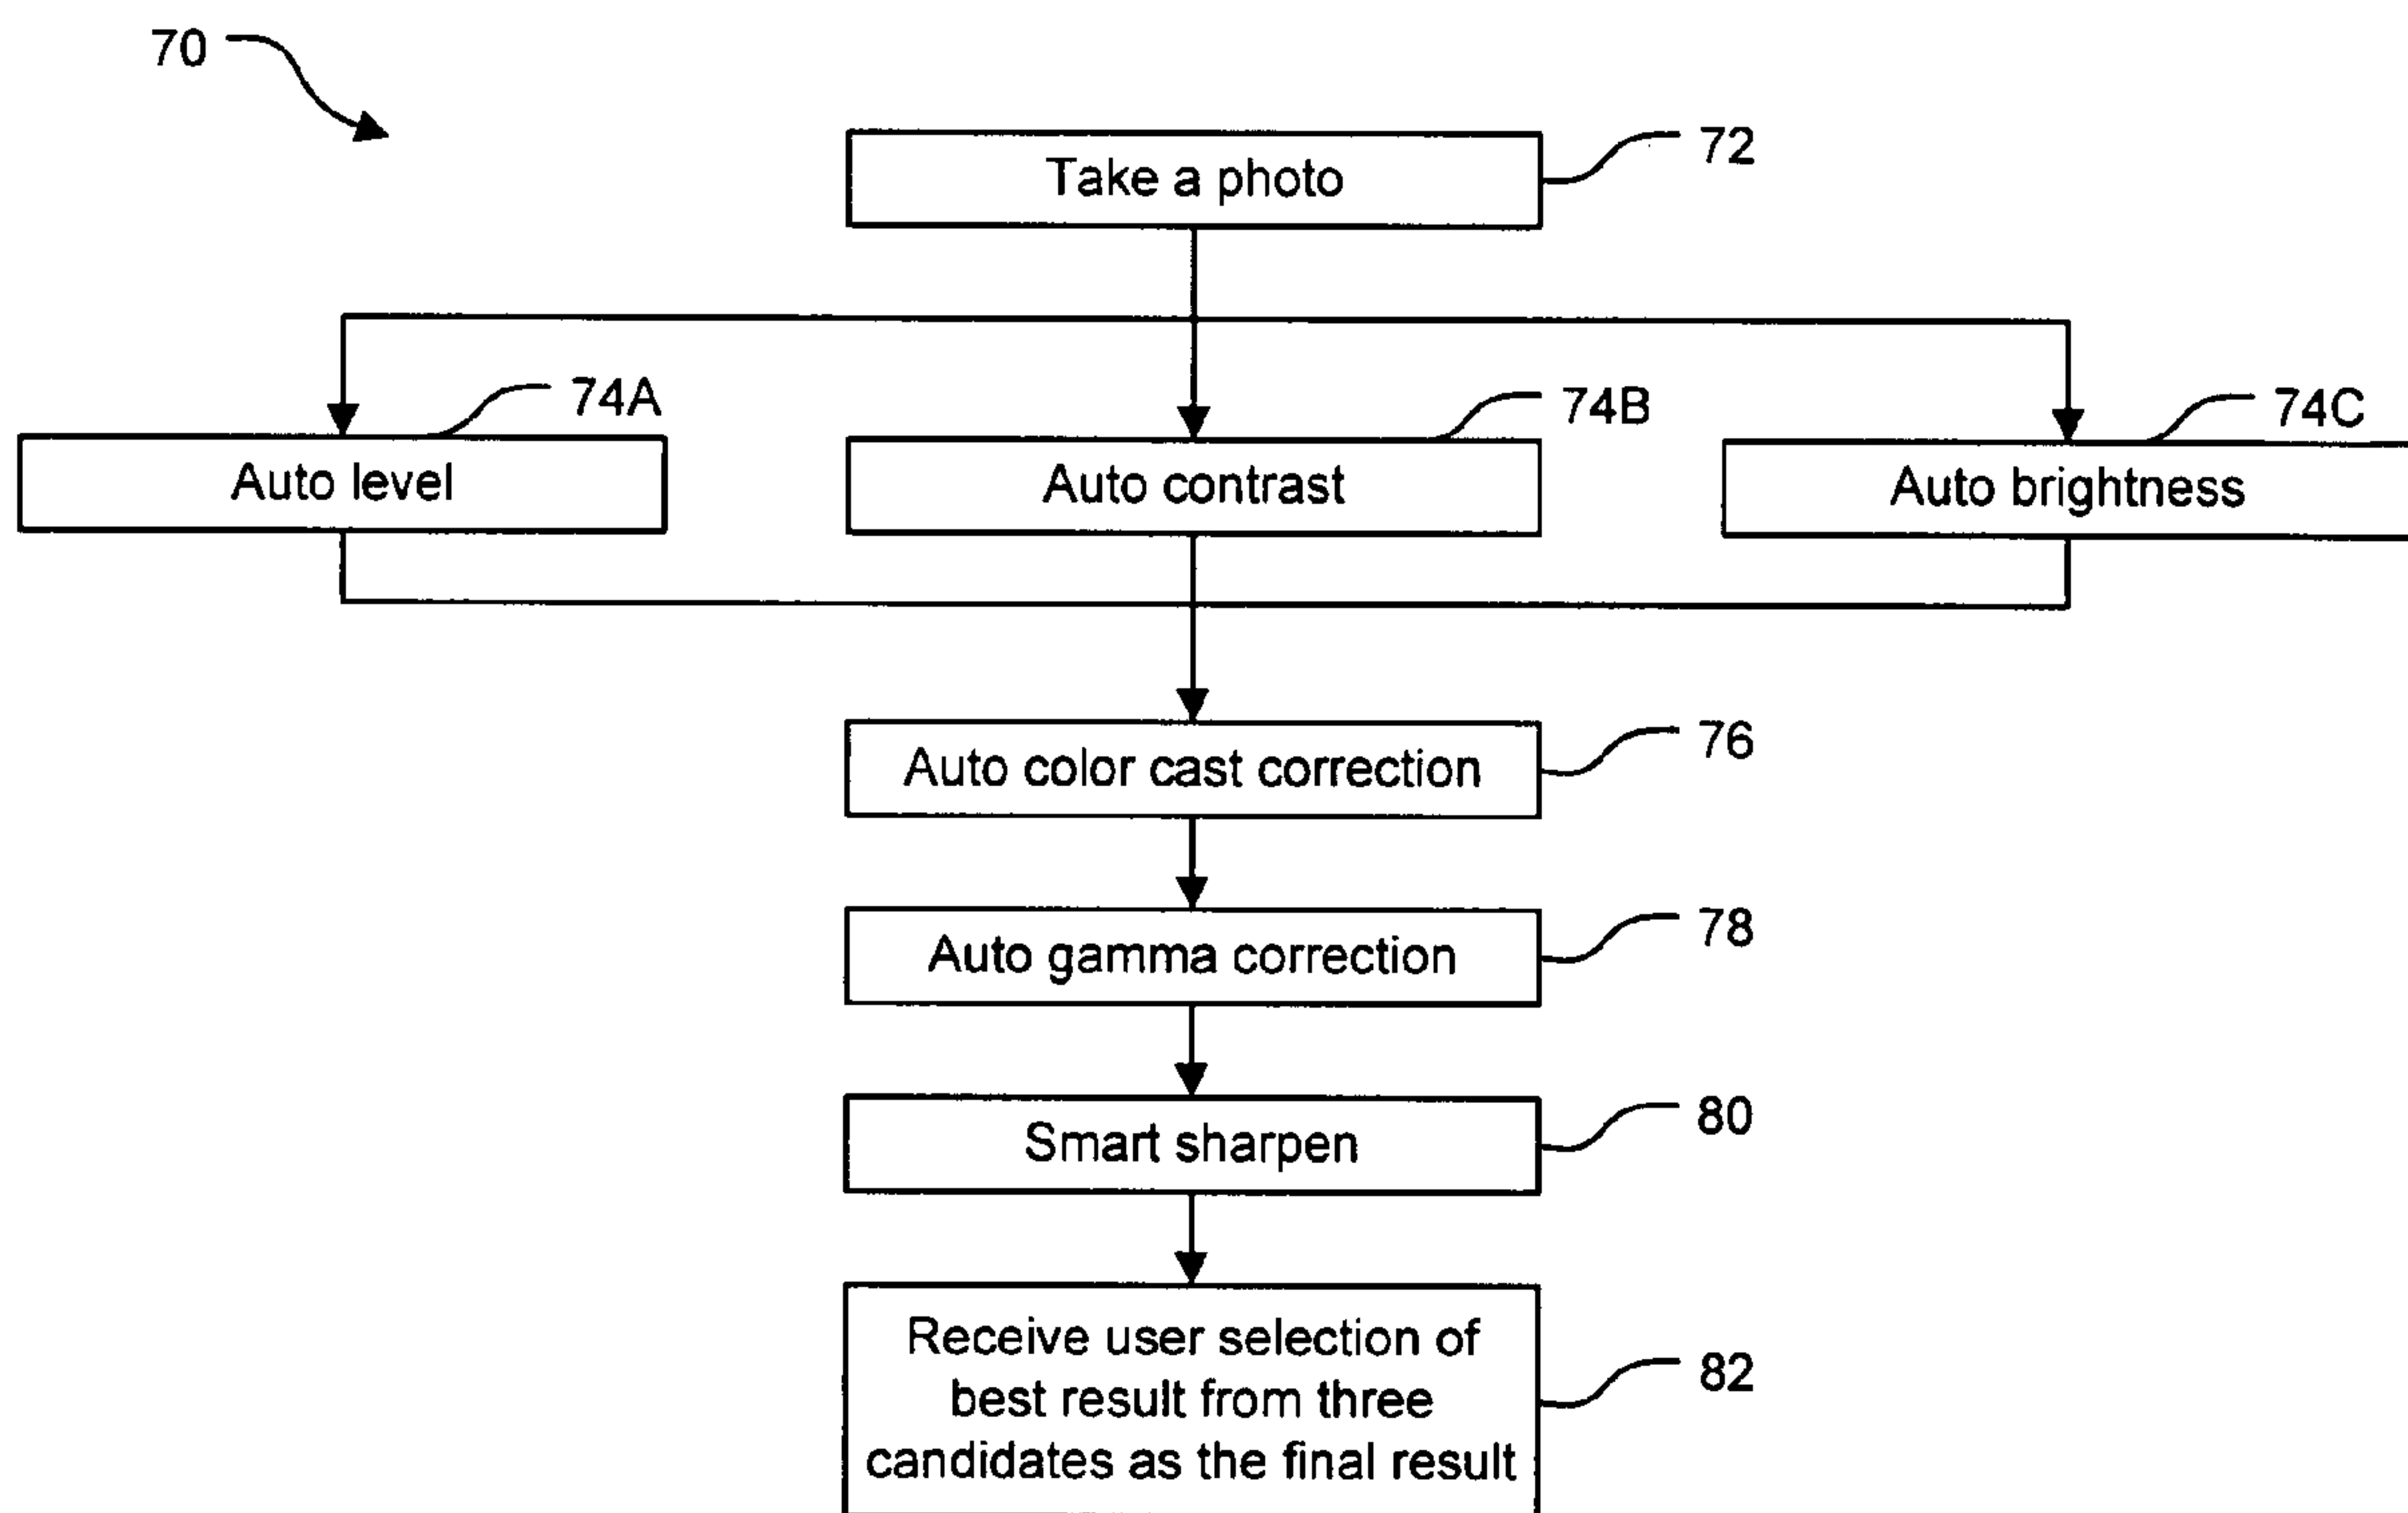 70
Take a photo
72
74A
74B
74C
Auto level
Auto contrast
Auto brightness
Auto color cast correction
76
Auto gamma correction
78
Smart sharpen
80
Receive user selection of
best result from three
candidates as the final result
82